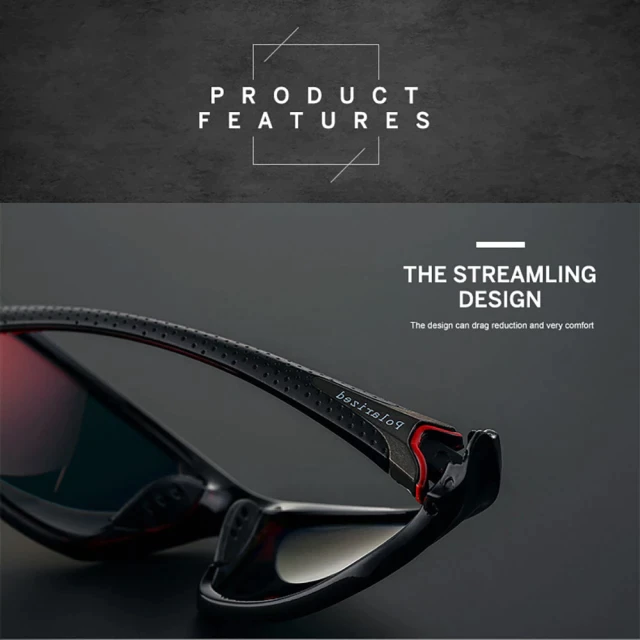 PRODUCT
FEATURES
THE STREAMLING
DESIGN
The design can drag reduction and very comfort
Polarized